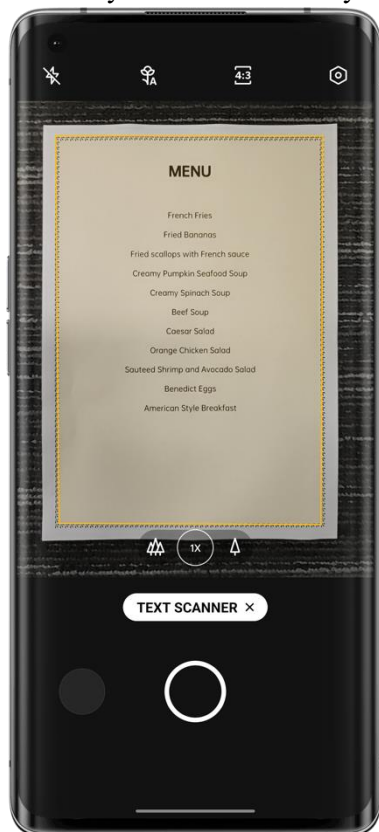 4:3
MENU
French Fries
Fried Bananas
Fried scallops with French sauce
Creamy Pumpkin Seafood Soup
Creamy Spinach Soup
Beef Soup
Caesar Salad
Orange Chicken Salad
Sauteed Shrimp and Avocado Salad
Benedict Eggs
American Style Breakfast
1X
TEXT SCANNER ×